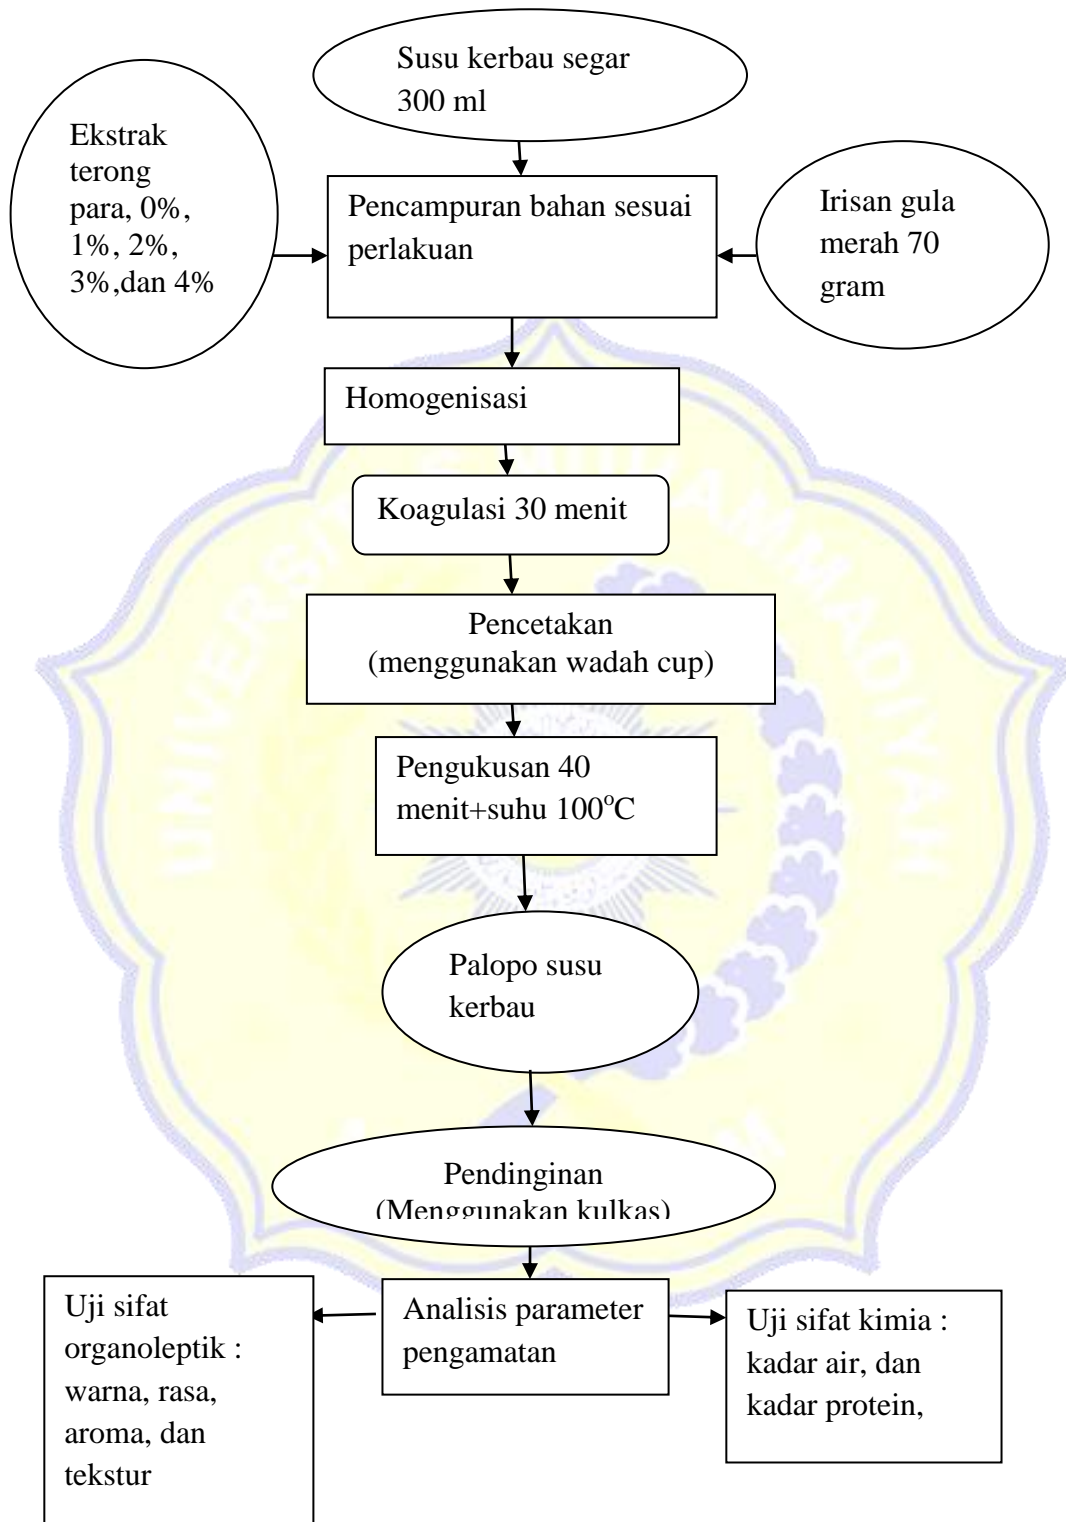 Susu kerbau segar
300 ml
Ekstrak
terong
para, 0%,
1%, 2%,
3%,dan 4%
Pencampuran bahan sesuai
perlakuan
Irisan gula
merah 70
gram
Homogenisasi
Koagulasi 30 menit
Pencetakan
(menggunakan wadah cup)
Pengukusan 40
menit+suhu 100°C
Palopo susu
kerbau
Pendinginan
(Menggunakan kulkas)
Analisis parameter
pengamatan
Uji sifat
organoleptik :
warna, rasa,
aroma, dan
tekstur
Uji sifat kimia :
kadar air, dan
kadar protein,